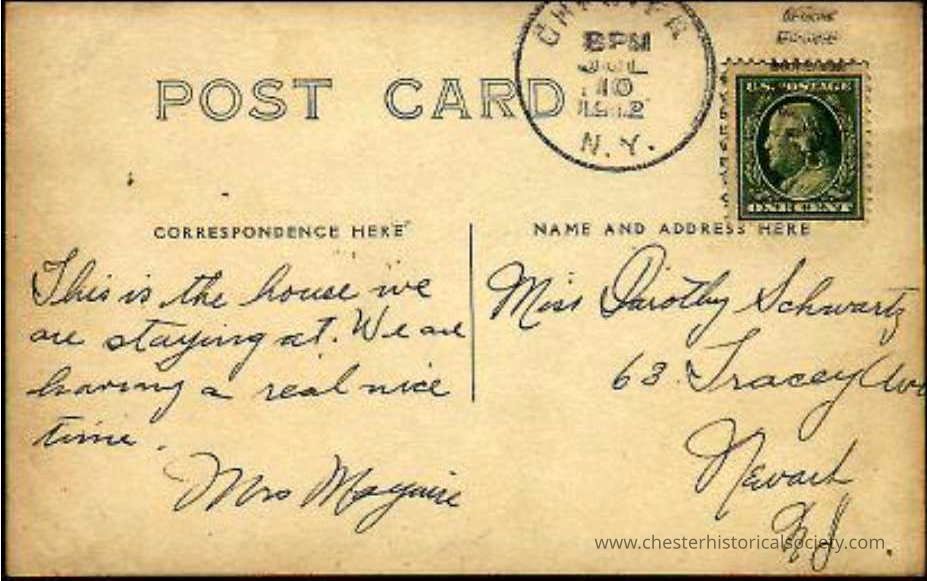 POST CARD
CHESTER
8PM
JUL
10
1912
N.Y.
U.S. POSTAGE
ONE CENT
CORRESPONDENCE HERE
This is the house we
are staying at. We are
having a real nice
time.
Mrs Maguire
NAME AND ADDRESS HERE
Miss Dorothy Schwartz
63 Tracey Ave
Newark
N.J.
www.chesterhistoricalsociety.com